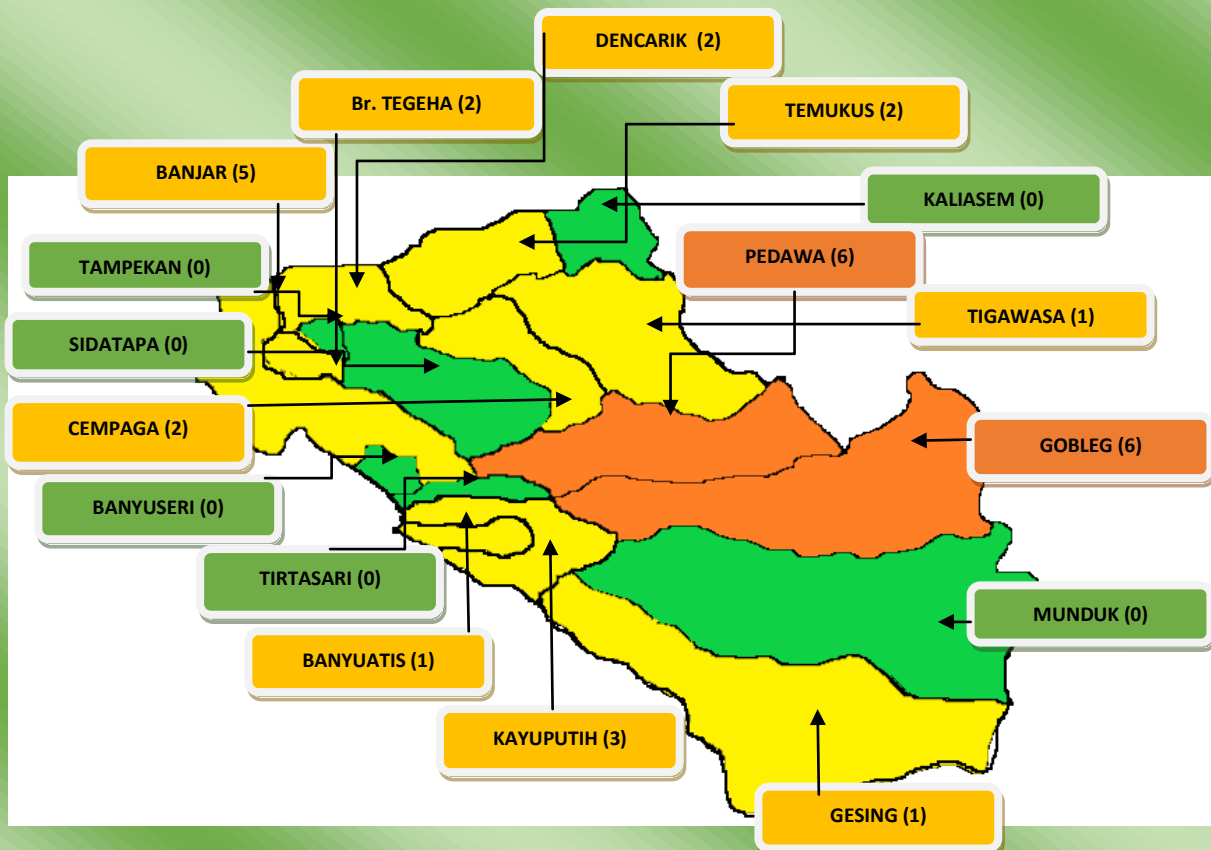 DENCARIK (2)
Br. TEGEHA (2)
TEMUKUS (2)
BANJAR (5)
KALIASEM (0)
TAMPEKAN (0)
PEDAWA (6)
SIDATAPA (0)
TIGAWASA (1)
CEMPAGA (2)
GOBLEG (6)
BANYUSERI (0)
TIRTASARI (0)
MUNDUK (0)
BANYUATIS (1)
KAYUPUTIH (3)
GESING (1)